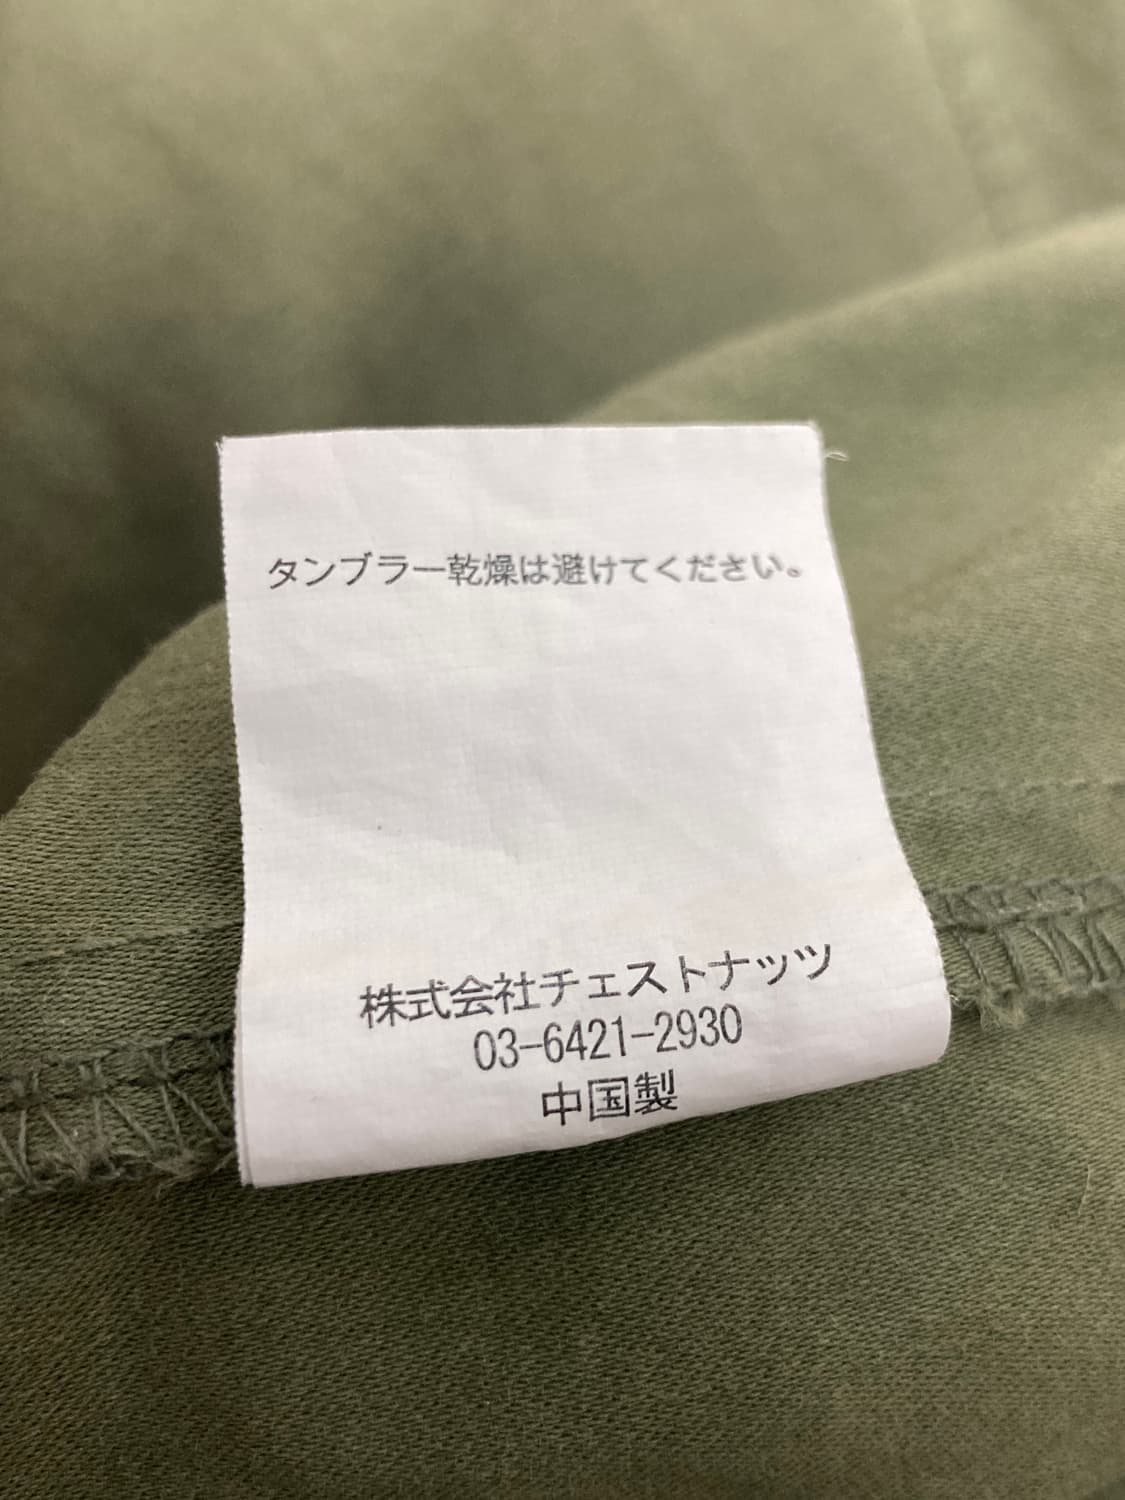 タンブラー乾燥は避けてください。
株式会社チェストナッツ
03-6421-2930
中国製